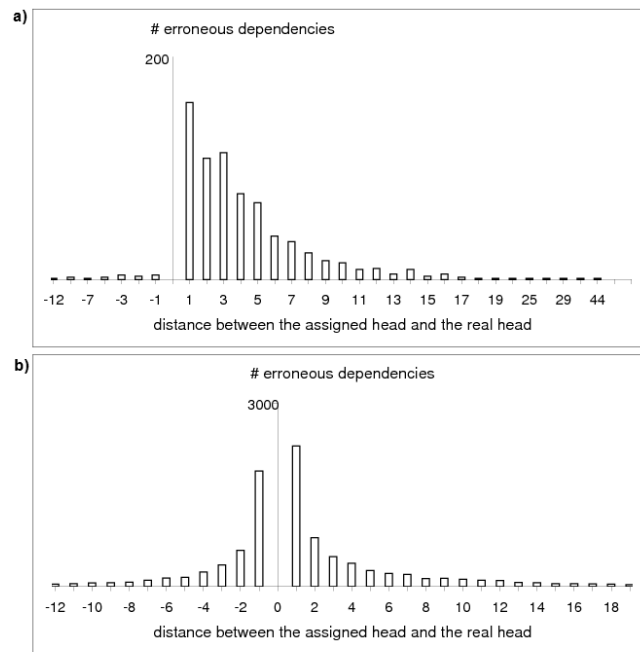 a)
# erroneous dependencies
200
-12 -7 -3 -1 1 3 5 7 9 11 13 15 17 19 25 29 44
distance between the assigned head and the real head
b)
# erroneous dependencies
3000
-12 -10 -8 -6 -4 -2 0 2 4 6 8 10 12 14 16 18
distance between the assigned head and the real head